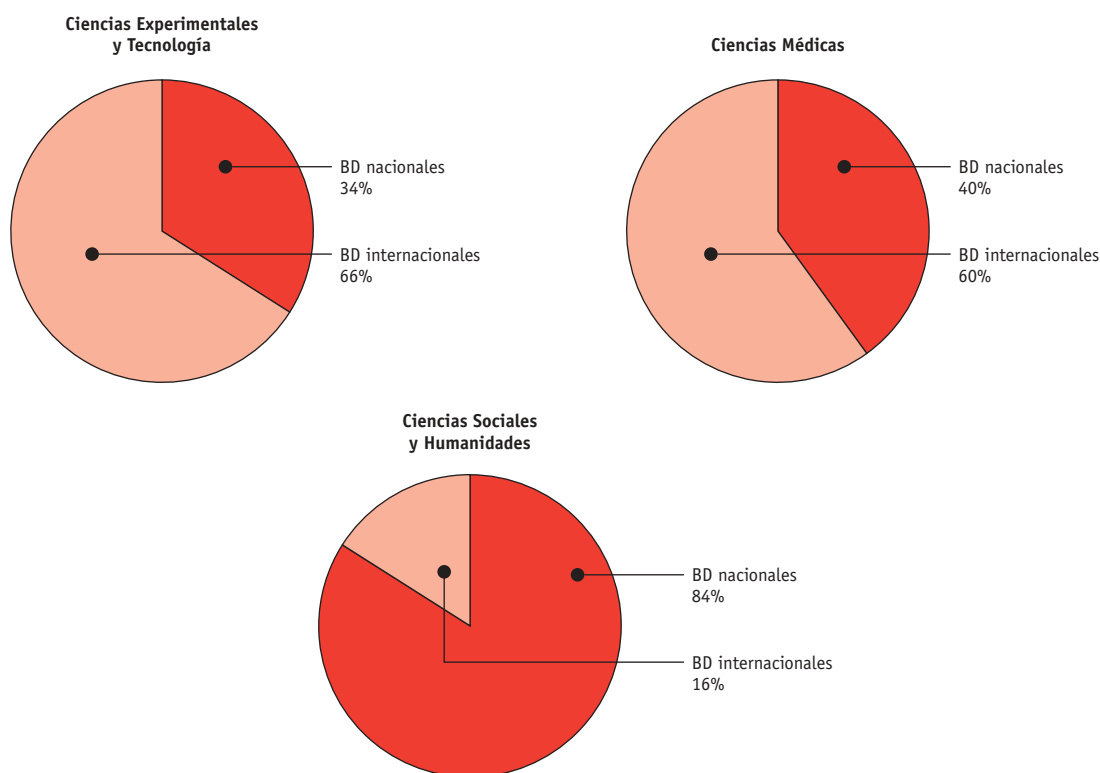 Ciencias Experimentales
y Tecnología
BD nacionales
34%
BD internacionales
66%
Ciencias Médicas
BD nacionales
40%
BD internacionales
60%
Ciencias Sociales
y Humanidades
BD nacionales
84%
BD internacionales
16%